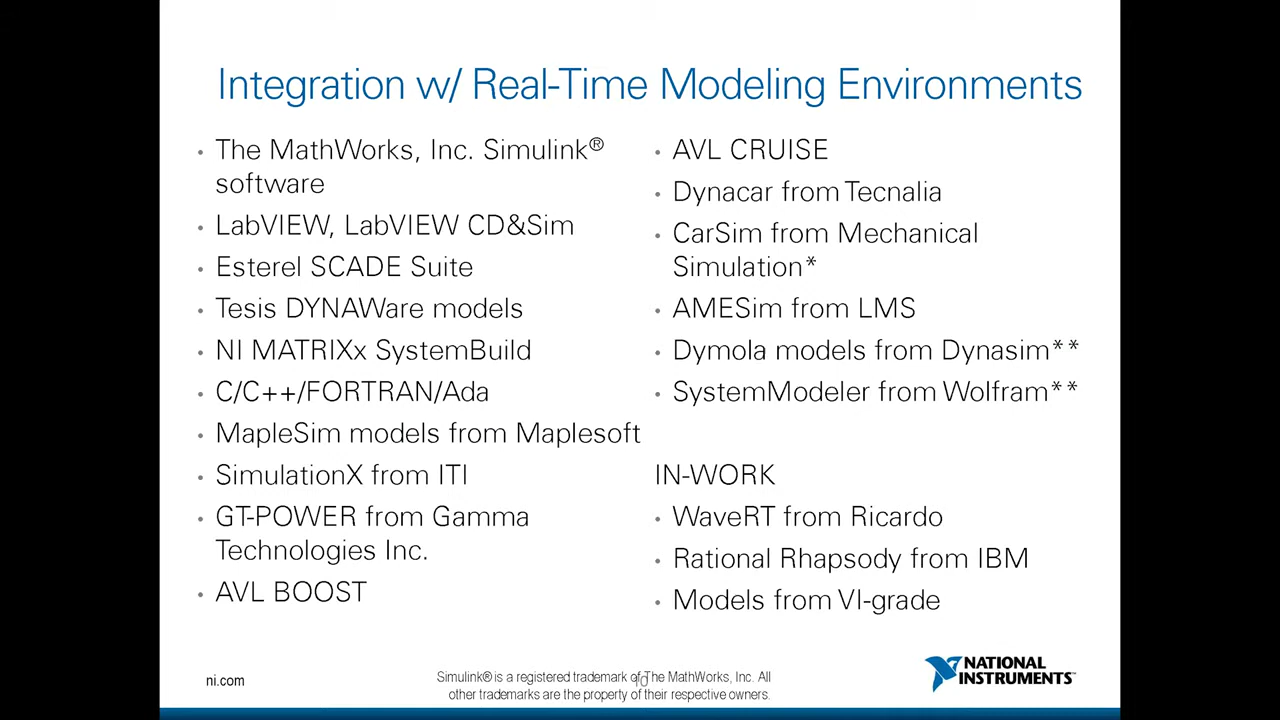 Integration w/ Real-Time Modeling Environments
• The MathWorks, Inc. Simulink®
software
• LabVIEW, LabVIEW CD&Sim
• Esterel SCADE Suite
• Tesis DYNAWare models
• NI MATRIXx SystemBuild
• C/C++/FORTRAN/Ada
• MapleSim models from Maplesoft
• SimulationX from ITI
• GT-POWER from Gamma
Technologies Inc.
• AVL BOOST
• AVL CRUISE
• Dynacar from Tecnalia
• CarSim from Mechanical
Simulation*
• AMESim from LMS
• Dymola models from Dynasim**
• SystemModeler from Wolfram**
IN-WORK
• WaveRT from Ricardo
• Rational Rhapsody from IBM
• Models from VI-grade
ni.com
Simulink® is a registered trademark of The MathWorks, Inc. All
other trademarks are the property of their respective owners.
10
NATIONAL
INSTRUMENTS™